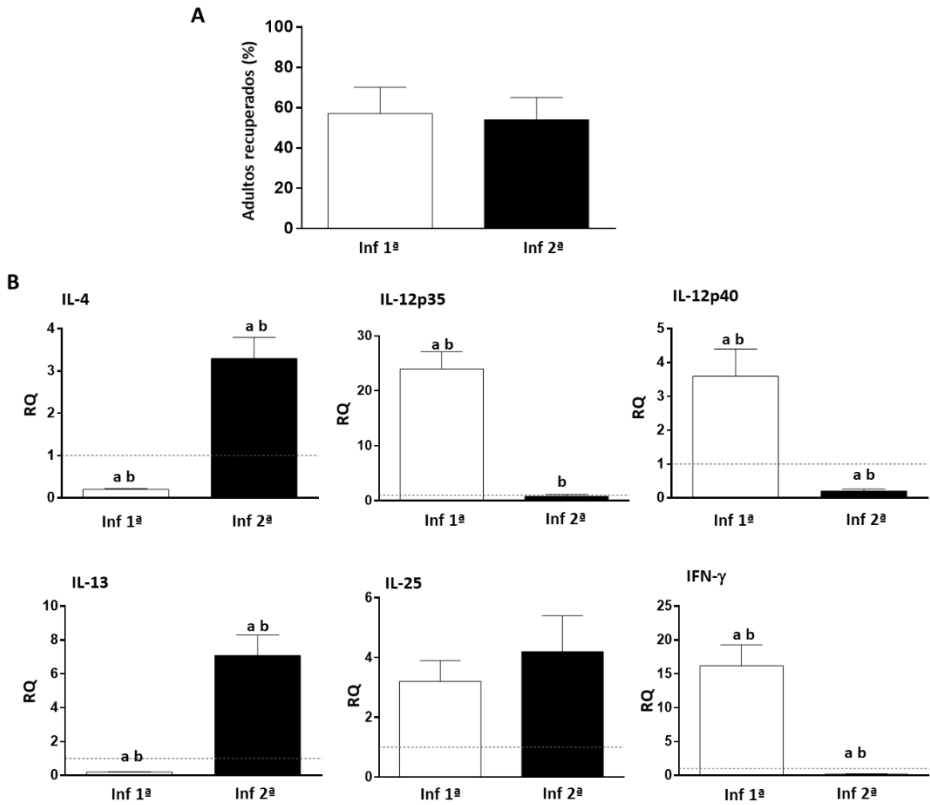 A
Adultos recuperados (%)
100
80
60
40
20
0
Inf 1ª
Inf 2ª
B
IL-4
RQ
4
3
2
1
0
a b
a b
Inf 1ª
Inf 2ª
IL-12p35
RQ
30
20
10
0
a b
b
Inf 1ª
Inf 2ª
IL-12p40
RQ
5
4
3
2
1
0
a b
a b
Inf 1ª
Inf 2ª
IL-13
RQ
10
8
6
4
2
0
a b
a b
Inf 1ª
Inf 2ª
IL-25
RQ
6
4
2
0
Inf 1ª
Inf 2ª
IFN-γ
RQ
25
20
15
10
5
0
a b
a b
Inf 1ª
Inf 2ª